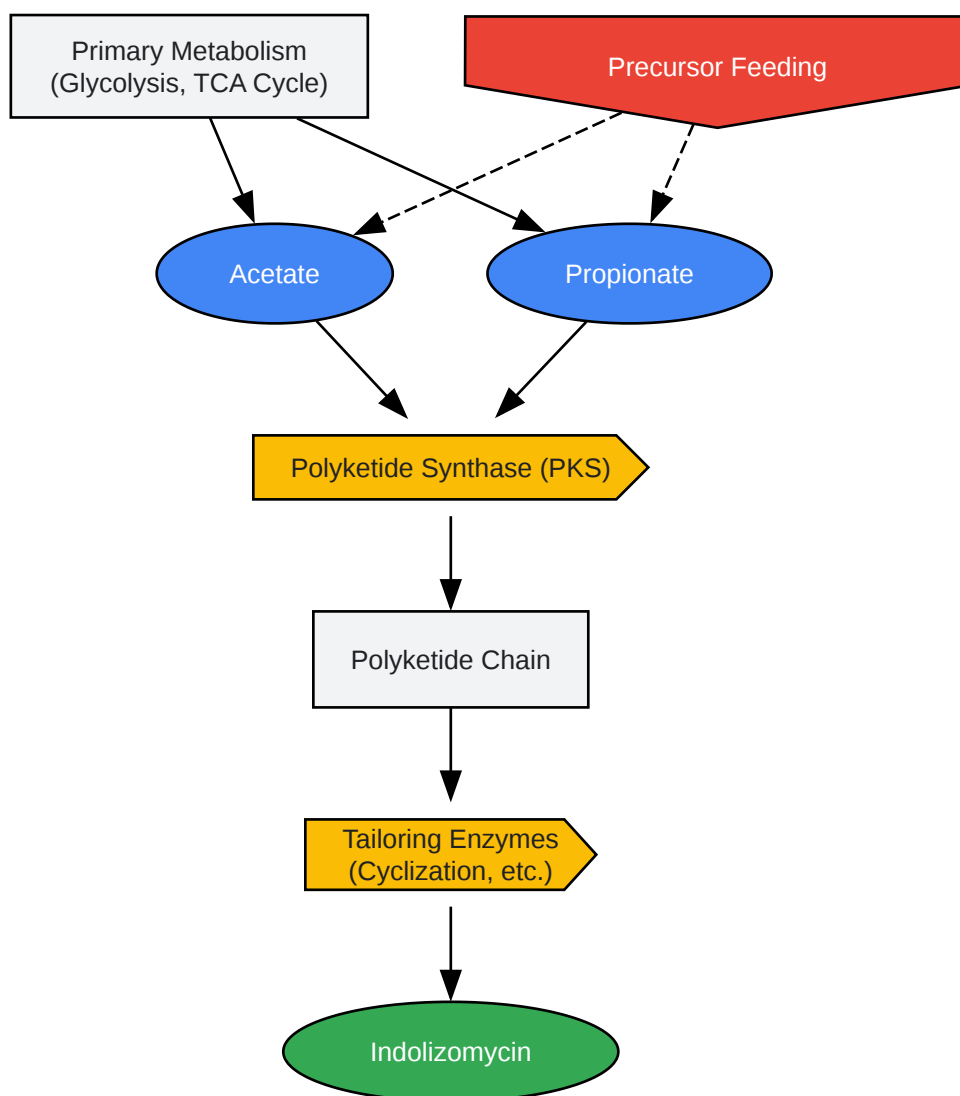 Primary Metabolism
(Glycolysis, TCA Cycle)
Precursor Feeding
Acetate
Propionate
Polyketide Synthase (PKS)
Polyketide Chain
Tailoring Enzymes
(Cyclization, etc.)
Indolizomycin